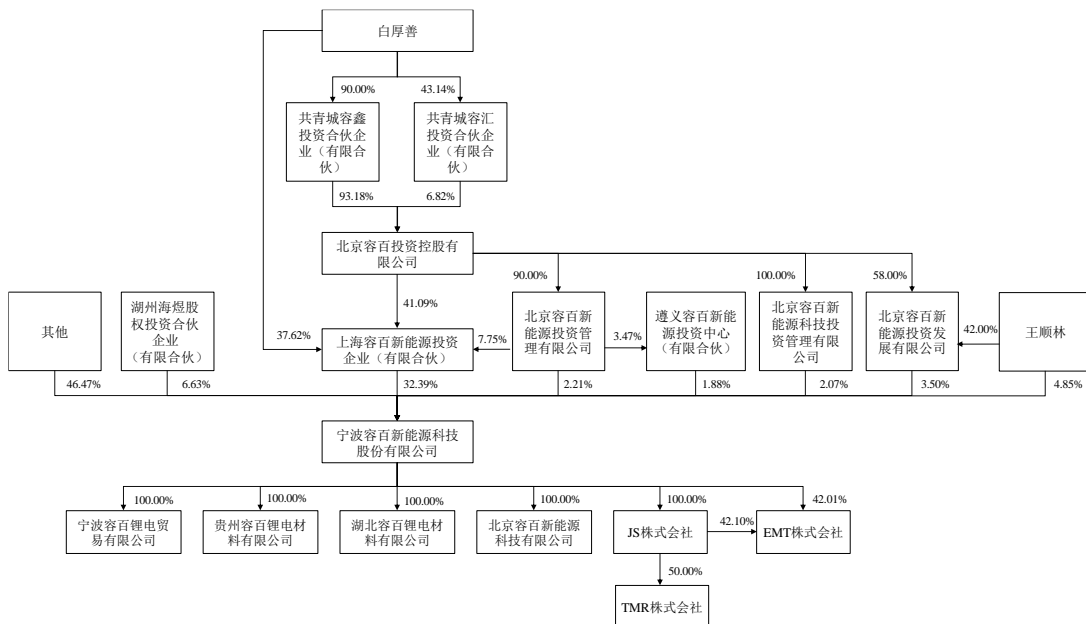 白厚善
90.00%
43.14%
共青城容鑫
投资合伙企
业（有限合
伙）
共青城容汇
投资合伙企
业（有限合
伙）
93.18%
6.82%
北京容百投资控股有
限公司
90.00%
100.00%
58.00%
41.09%
其他
湖州海煜股
权投资合伙
企业
（有限合伙）
37.62%
上海容百新能源投资
企业（有限合伙）
7.75%
北京容百新
能源投资管
理有限公司
3.47%
遵义容百新能
源投资中心
（有限合伙）
北京容百新
能源科技投
资管理有限
公司
北京容百新
能源投资发
展有限公司
42.00%
王顺林
46.47%
6.63%
32.39%
2.21%
1.88%
2.07%
3.50%
4.85%
宁波容百新能源科技
股份有限公司
100.00%
100.00%
100.00%
100.00%
100.00%
42.01%
宁波容百锂电贸
易有限公司
贵州容百锂电材
料有限公司
湖北容百锂电材
料有限公司
北京容百新能源
科技有限公司
JS株式会社
42.10%
EMT株式会社
50.00%
TMR株式会社